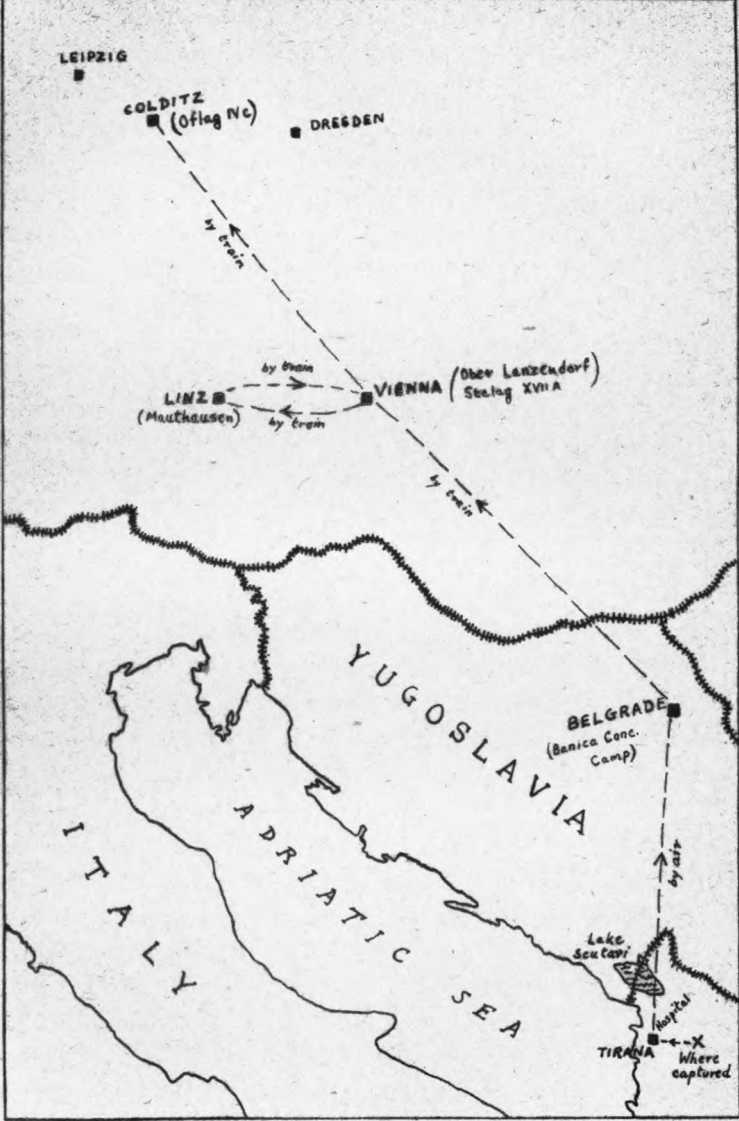 LEIPZIG
COLDITZ
(Oflag IVc)
DRESDEN
by train
by train
LINZ
(Mauthausen)
by train
VIENNA
(Ober Lanzendorf)
Stalag XVII A
by train
YUGOSLAVIA
BELGRADE
(Banica Conc.
Camp)
ADRIATIC SEA
ITALY
by air
Lake
Scutari
Hospital
TIRANA
X
Where
captured